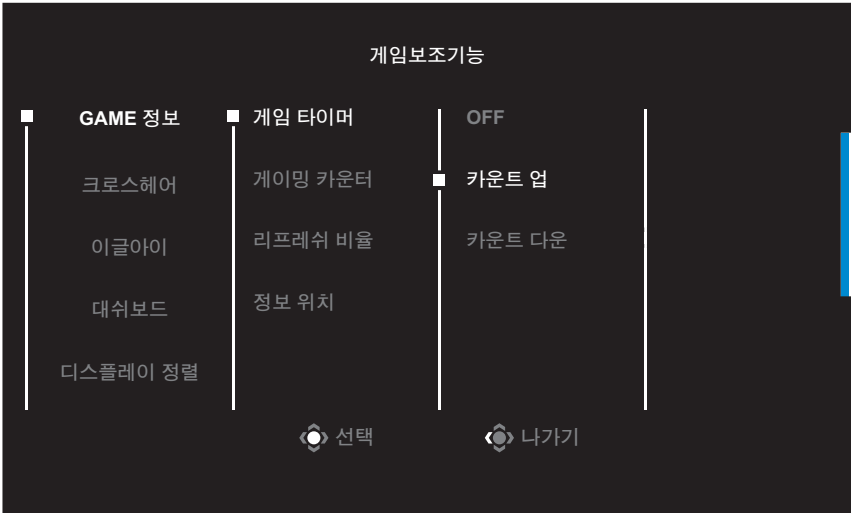 게임보조기능
GAME 정보
게임 타이머
OFF
크로스헤어
게이밍 카운터
카운트 업
이글아이
리프레쉬 비율
카운트 다운
대쉬보드
정보 위치
디스플레이 정렬
선택
나가기